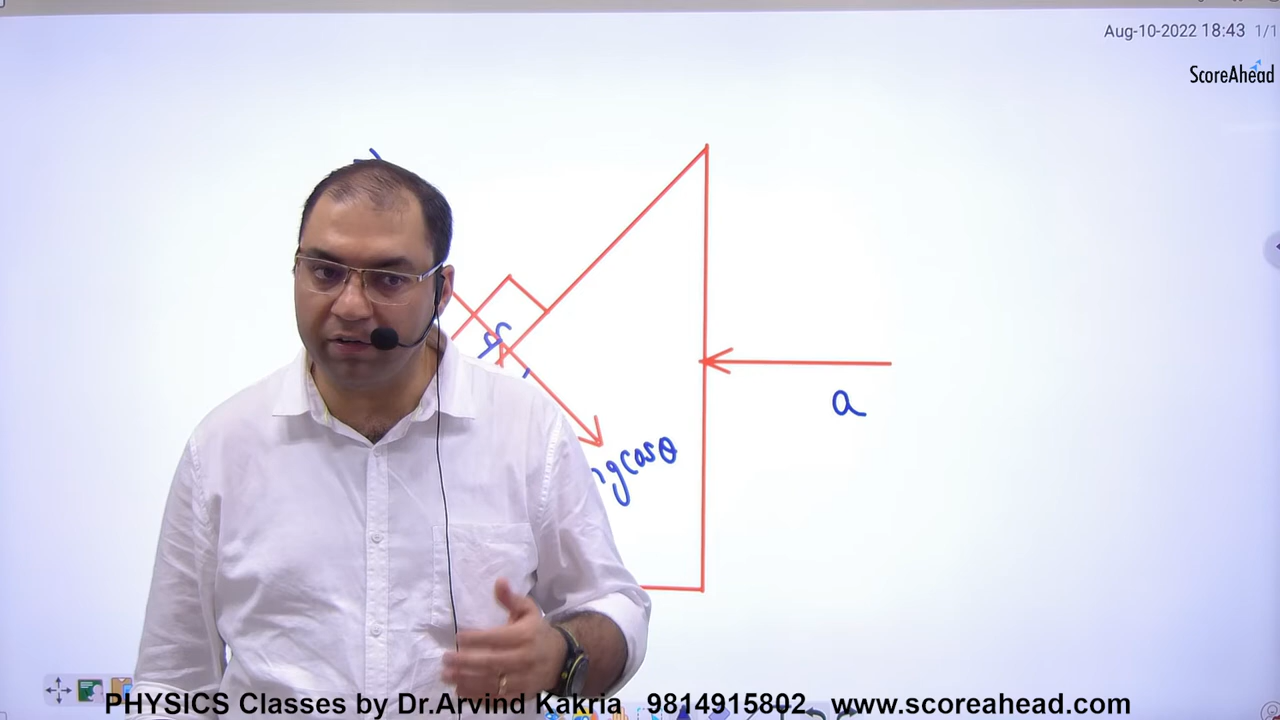 Aug-10-2022 18:43 1/1
ScoreAhead
a
gcosθ
PHYSICS Classes by Dr.Arvind Kakria 9814915802 www.scoreahead.com